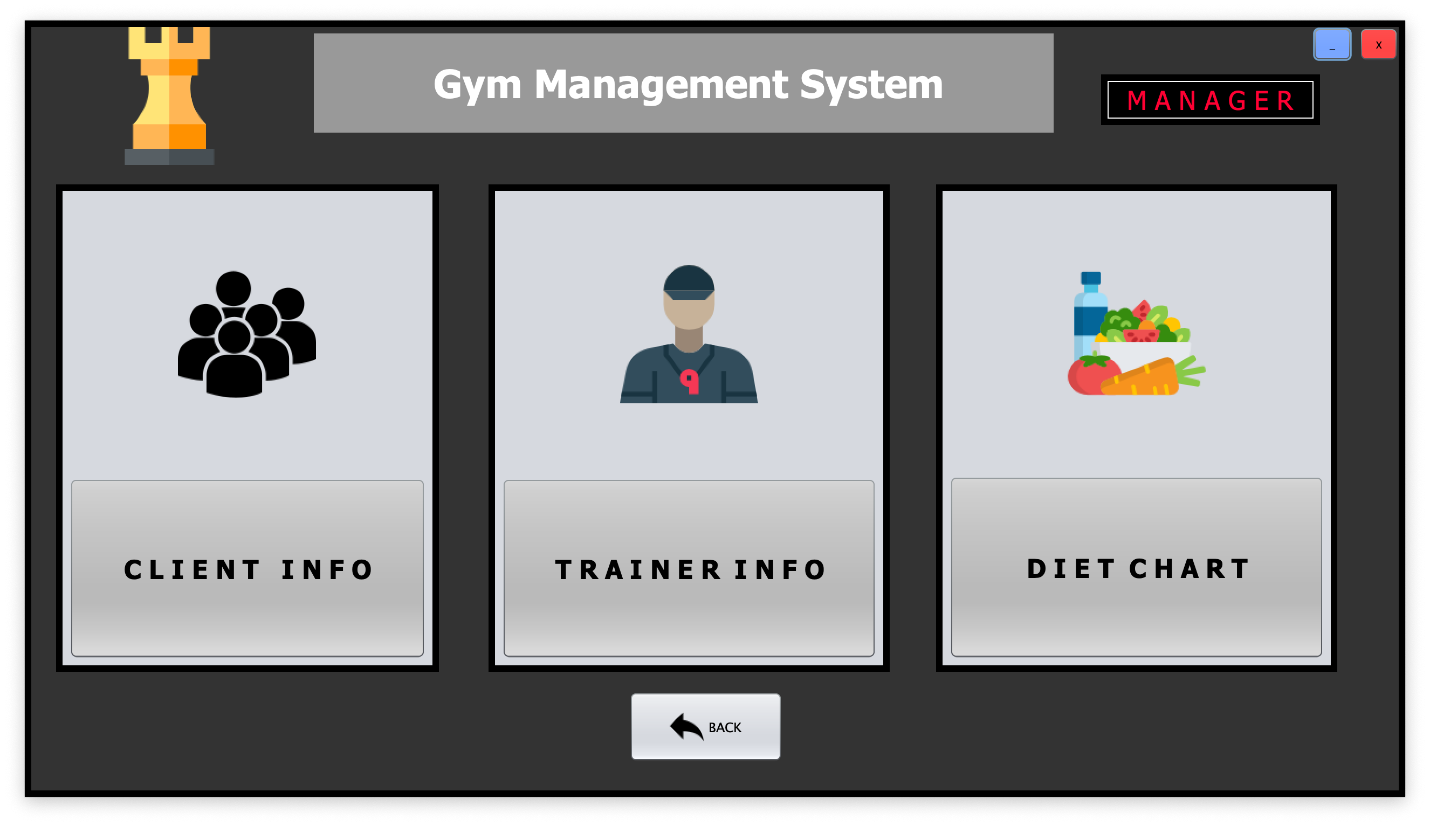 Gym Management System
_
x
MANAGER
CLIENT INFO
TRAINER INFO
DIET CHART
BACK